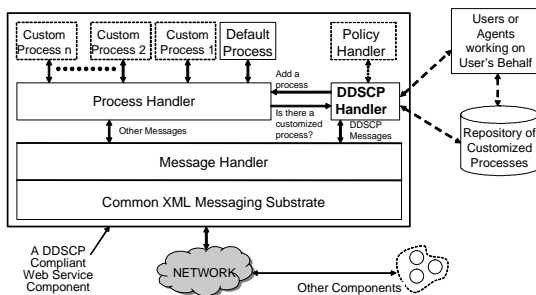 Custom
Process n
Custom
Process 2
Custom
Process 1
Default
Process
Policy
Handler
Users or
Agents
working on
User's Behalf
Add a
process
Process Handler
DDSCP
Handler
Is there a
customized
process?
Other Messages
DDSCP
Messages
Repository of
Customized
Processes
Message Handler
Common XML Messaging Substrate
A DDSCP
Compliant
Web Service
Component
NETWORK
Other Components